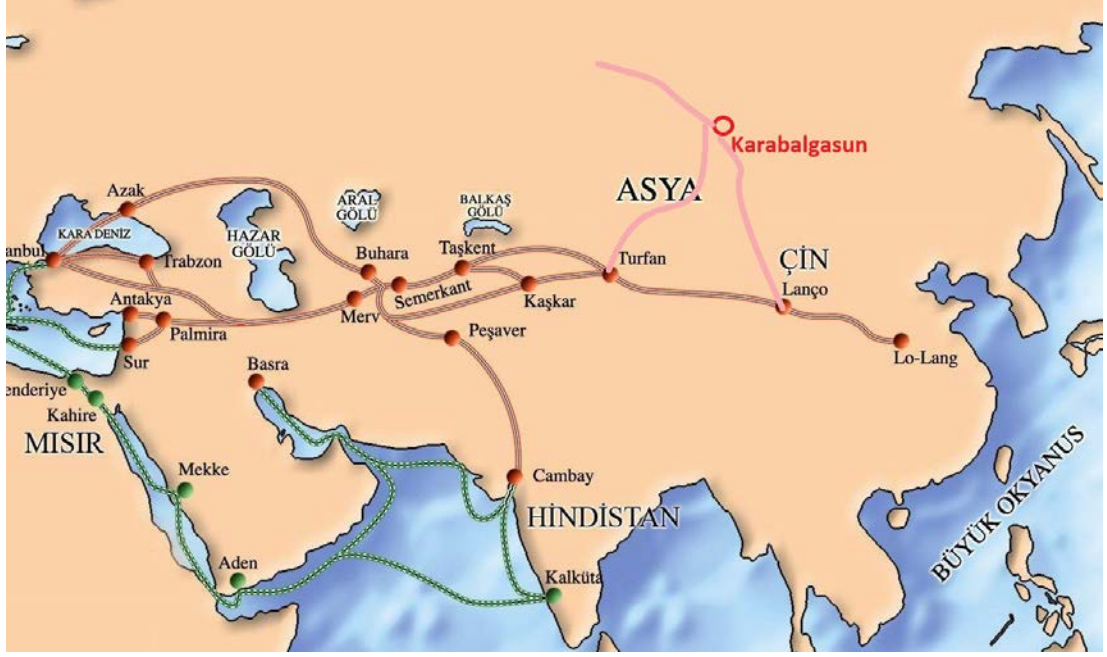 Karabalgasun
ASYA
Azak
ARAL
GÖLÜ
BALKAŞ
GÖLÜ
KARA DENİZ
HAZAR
GÖLÜ
anbul
Trabzon
Buhara
Taşkent
Turfan
ÇİN
Lanço
Semerkant
Kaşkar
Antakya
Palmira
Merv
Peşaver
Lo-Lang
Sur
Basra
enderiye
Kahire
MISIR
Mekke
Cambay
HİNDİSTAN
BÜYÜK OKYANUS
Aden
Kalküta